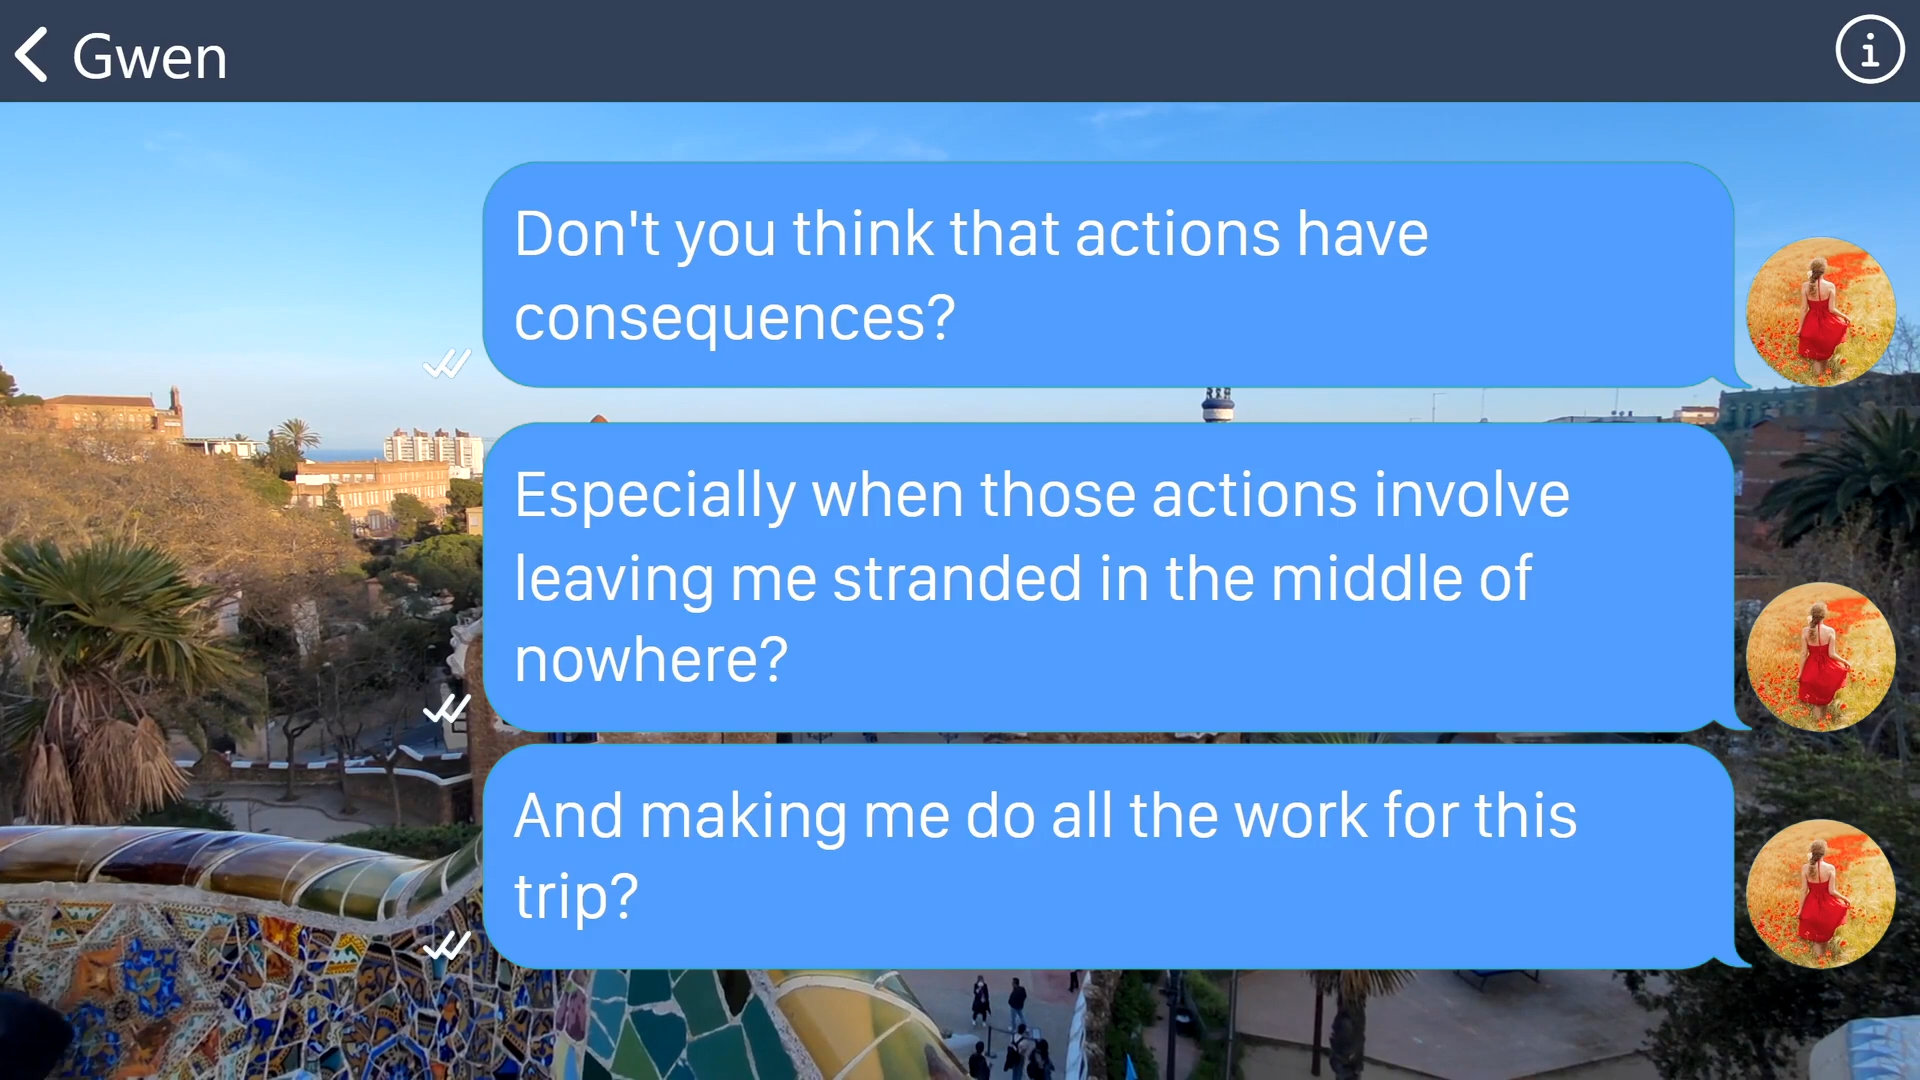 Gwen
Don't you think that actions have
consequences?
Especially when those actions involve
leaving me stranded in the middle of
nowhere?
And making me do all the work for this
trip?